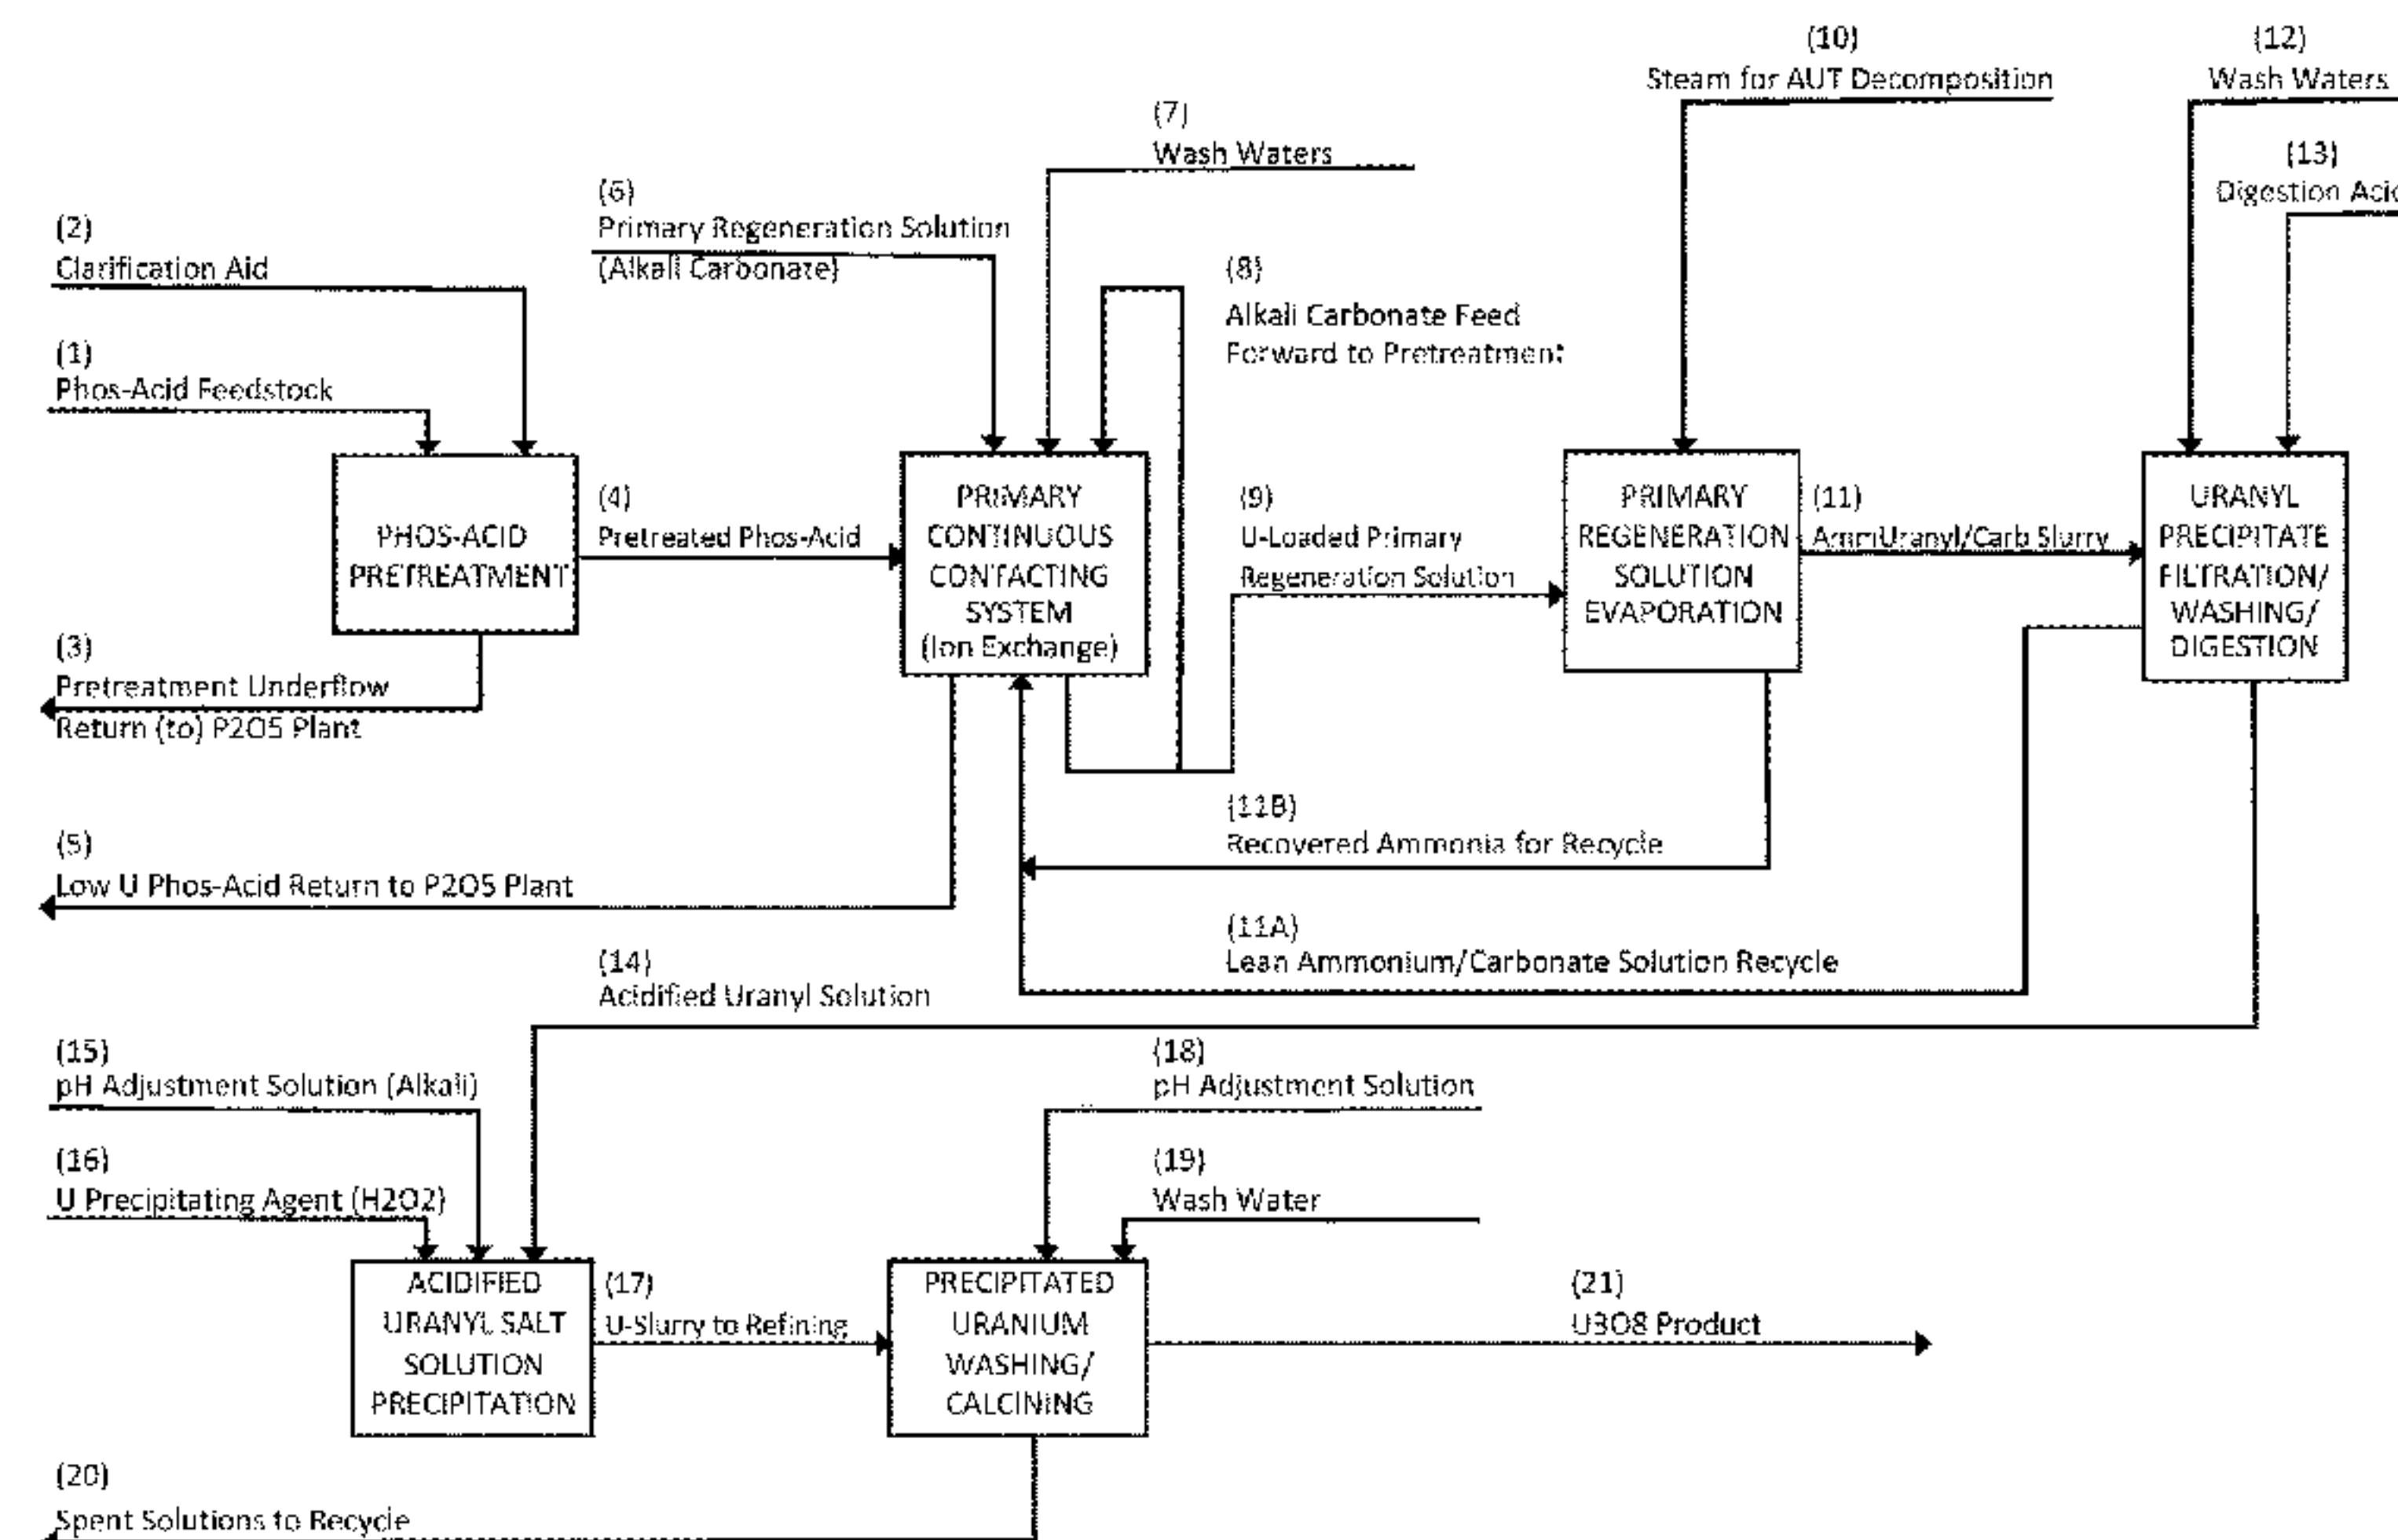 (10)
Steam for AUT Decomposition
(12)
Wash Waters
(7)
Wash Waters
(13)
Digestion Acid
(6)
Primary Regeneration Solution
(Alkali Carbonate)
(2)
Clarification Aid
(8)
Alkali Carbonate Feed
Forward to Pretreatment
(1)
Phos-Acid Feedstock
PHOS-ACID
PRETREATMENT
(4)
Pretreated Phos-Acid
PRIMARY
CONTINUOUS
CONTACTING
SYSTEM
(Ion Exchange)
(9)
U-Loaded Primary
Regeneration Solution
PRIMARY
REGENERATION
SOLUTION
EVAPORATION
(11)
AmmUranyl/Carb Slurry
URANYL
PRECIPITATE
FILTRATION/
WASHING/
DIGESTION
(3)
Pretreatment Underflow
Return (to) P2O5 Plant
(11B)
Recovered Ammonia for Recycle
(5)
Low U Phos-Acid Return to P2O5 Plant
(11A)
Lean Ammonium/Carbonate Solution Recycle
(14)
Acidified Uranyl Solution
(15)
pH Adjustment Solution (Alkali)
(18)
pH Adjustment Solution
(16)
U Precipitating Agent (H2O2)
(19)
Wash Water
ACIDIFIED
URANYL SALT
SOLUTION
PRECIPITATION
(17)
U-Slurry to Refining
PRECIPITATED
URANIUM
WASHING/
CALCINING
(21)
U3O8 Product
(20)
Spent Solutions to Recycle